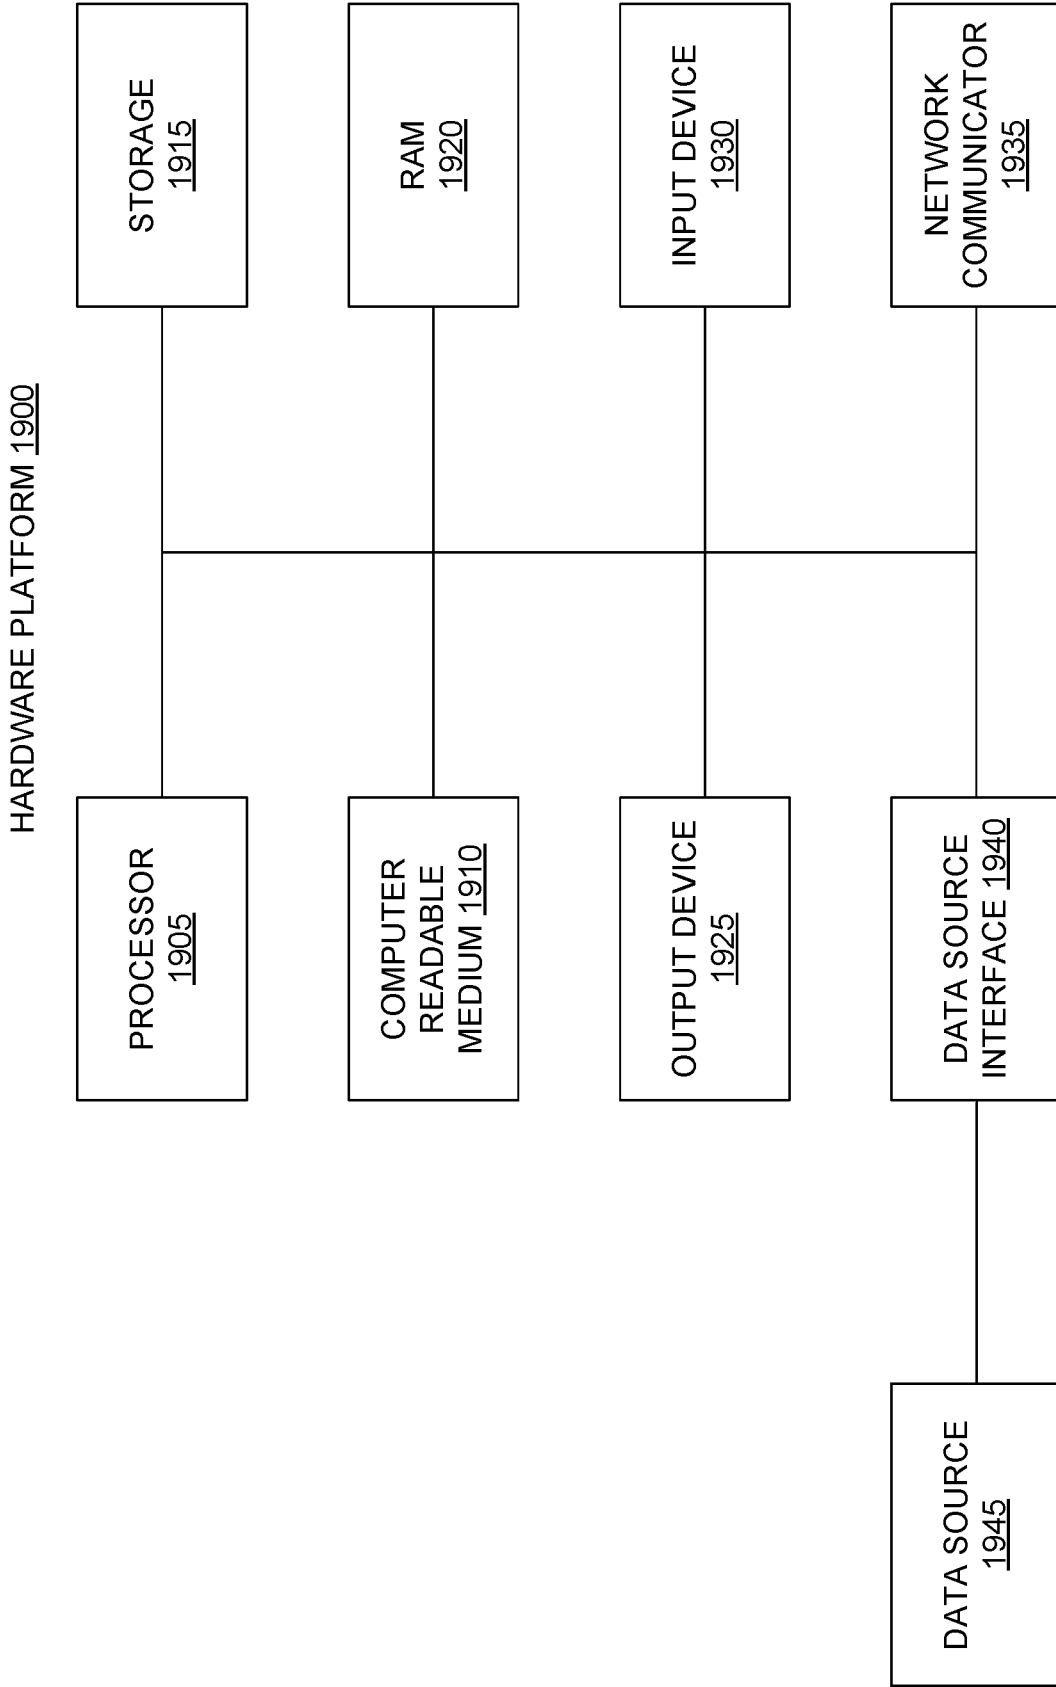 HARDWARE PLATFORM 1900
PROCESSOR
1905
STORAGE
1915
COMPUTER
READABLE
MEDIUM 1910
RAM
1920
OUTPUT DEVICE
1925
INPUT DEVICE
1930
DATA SOURCE
1945
DATA SOURCE
INTERFACE 1940
NETWORK
COMMUNICATOR
1935